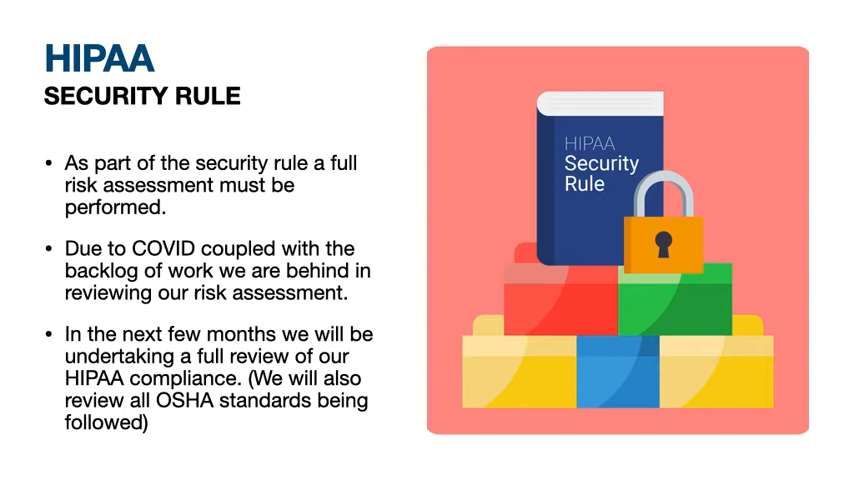 HIPAA
SECURITY RULE
• As part of the security rule a full
risk assessment must be
performed.
• Due to COVID coupled with the
backlog of work we are behind in
reviewing our risk assessment.
• In the next few months we will be
undertaking a full review of our
HIPAA compliance. (We will also
review all OSHA standards being
followed)
HIPAA
Security
Rule